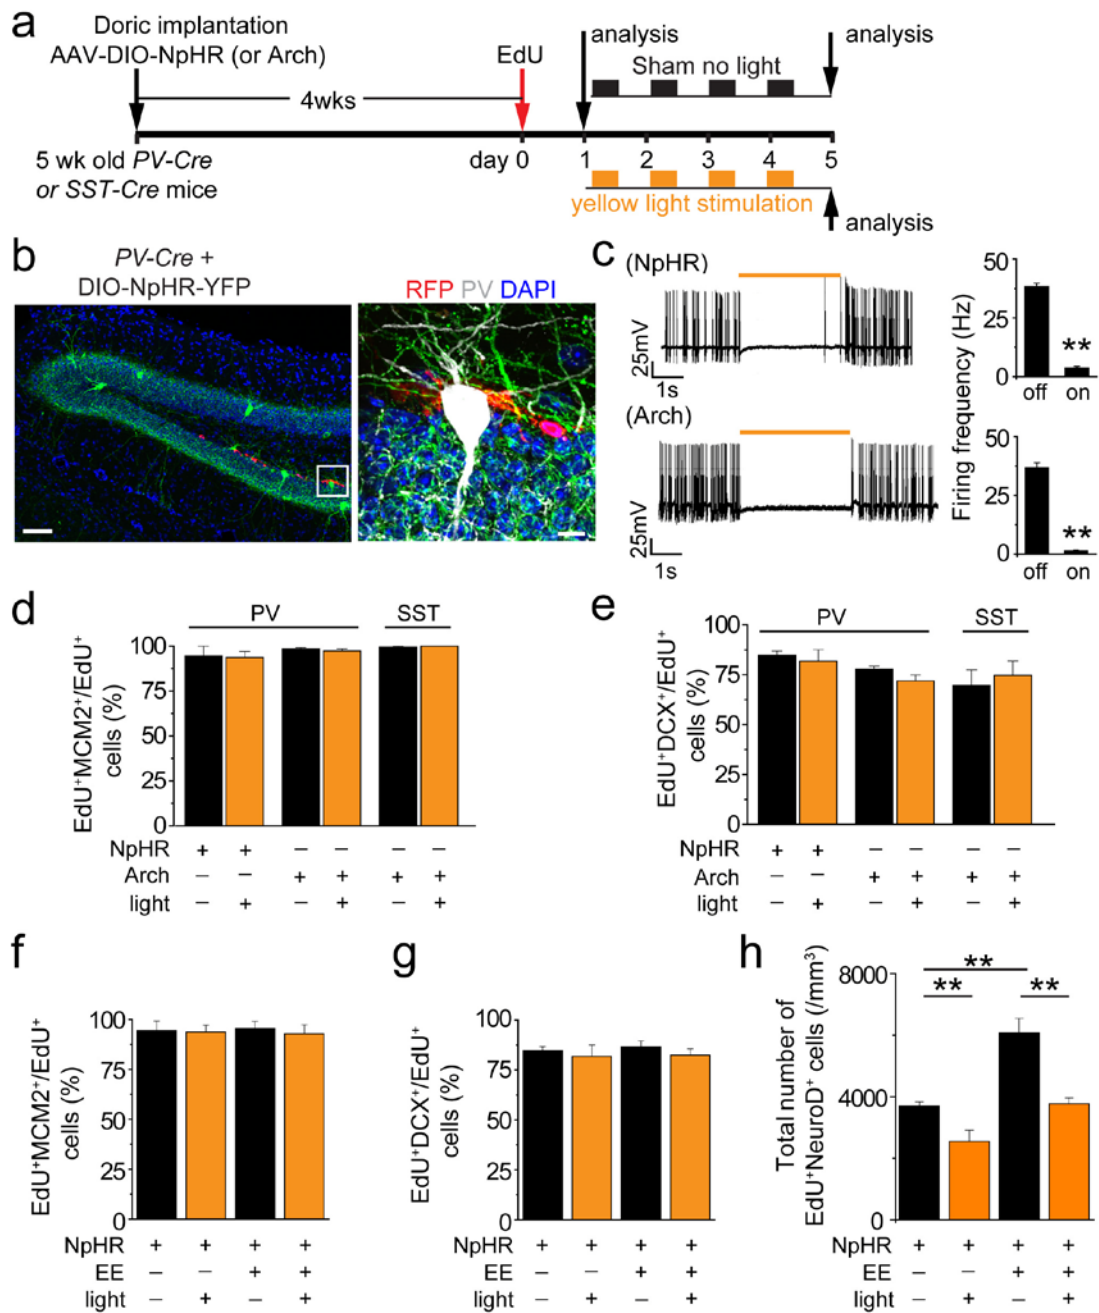 a
Doric implantation
AAV-DIO-NpHR (or Arch)
EdU
analysis
analysis
Sham no light
4wks
5 wk old PV-Cre
or SST-Cre mice
day 0
1
2
3
4
5
yellow light stimulation
analysis
b
PV-Cre +
DIO-NpHR-YFP
RFP PV DAPI
c
(NpHR)
25mV
1s
(Arch)
25mV
1s
Firing frequency (Hz)
50
25
0
**
off
on
50
25
0
**
off
on
d
PV
SST
EdU⁺MCM2⁺/EdU⁺
cells (%)
100
75
50
25
0
NpHR + + – – – –
Arch – – + + + +
light – + – + – +
e
PV
SST
EdU⁺DCX⁺/EdU⁺
cells (%)
100
75
50
25
0
NpHR + + – – – –
Arch – – + + + +
light – + – + – +
f
EdU⁺MCM2⁺/EdU⁺
cells (%)
100
75
50
25
0
NpHR + + + +
EE – – + +
light – + – +
g
EdU⁺DCX⁺/EdU⁺
cells (%)
100
75
50
25
0
NpHR + + + +
EE – – + +
light – + – +
h
Total number of
EdU⁺NeuroD⁺ cells (/mm³)
8000
4000
0
**
**
**
NpHR + + + +
EE – – + +
light – + – +